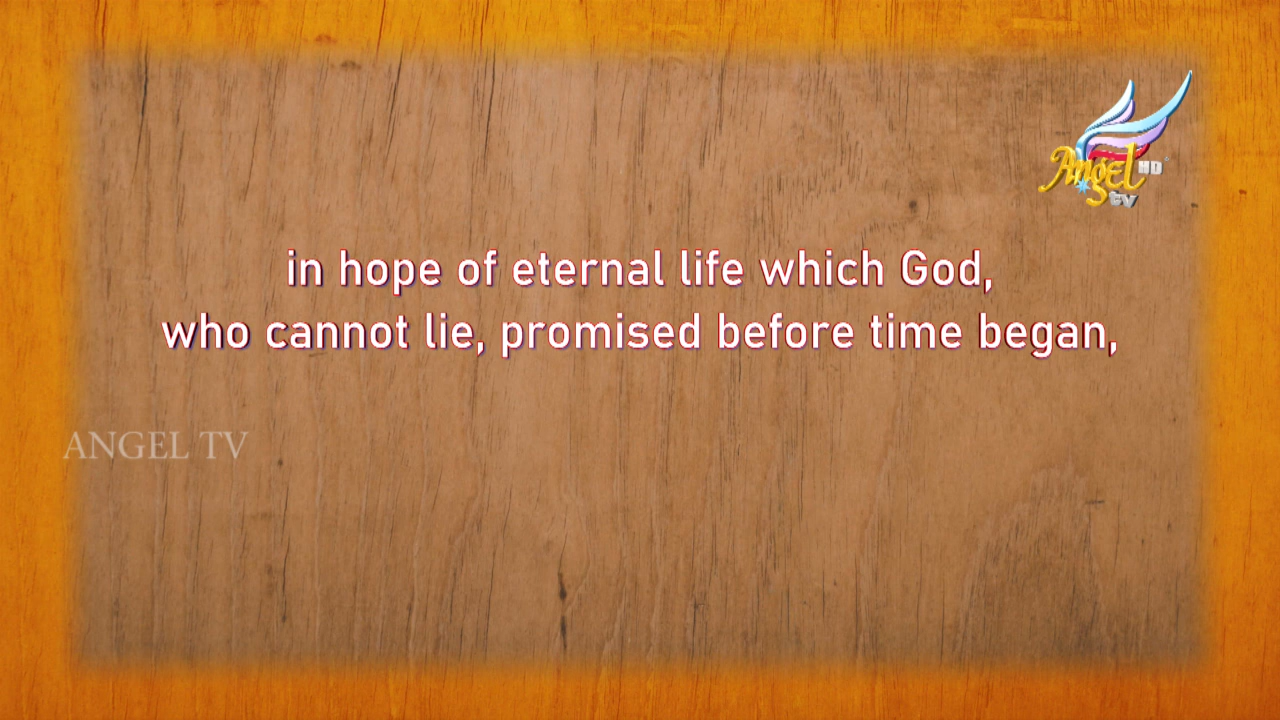 Angel HD
tv
in hope of eternal life which God,
who cannot lie, promised before time began,
ANGEL TV